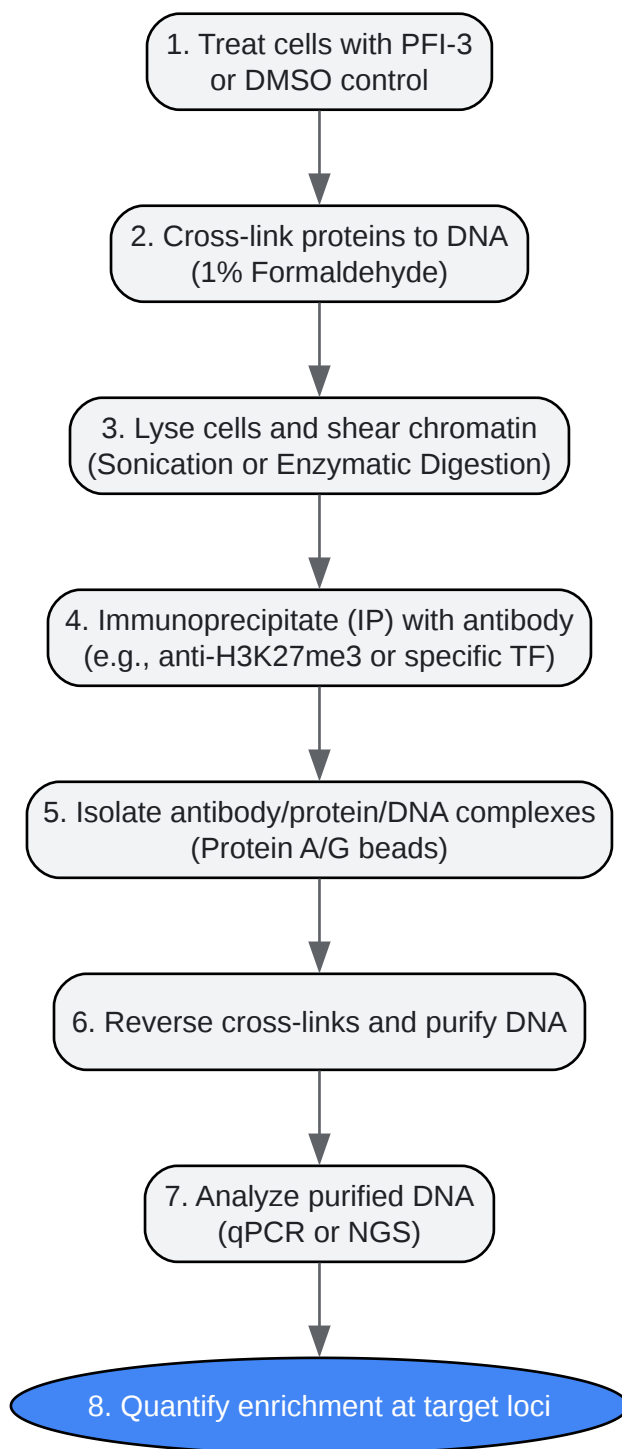 1. Treat cells with PFI-3
or DMSO control
2. Cross-link proteins to DNA
(1% Formaldehyde)
3. Lyse cells and shear chromatin
(Sonication or Enzymatic Digestion)
4. Immunoprecipitate (IP) with antibody
(e.g., anti-H3K27me3 or specific TF)
5. Isolate antibody/protein/DNA complexes
(Protein A/G beads)
6. Reverse cross-links and purify DNA
7. Analyze purified DNA
(qPCR or NGS)
8. Quantify enrichment at target loci